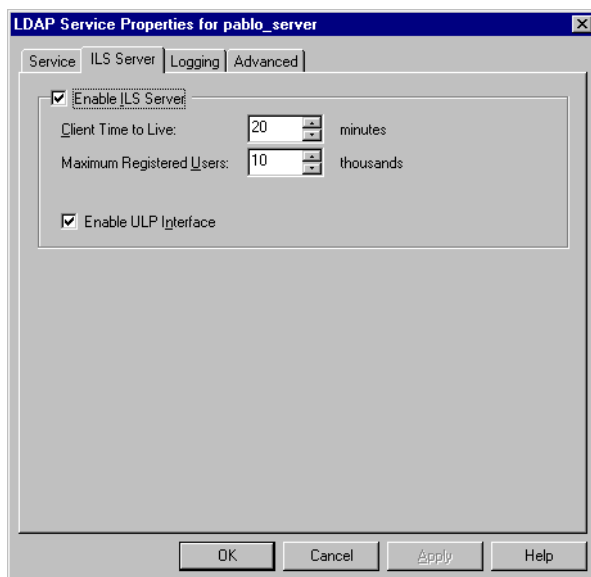 LDAP Service Properties for pablo_server
Service ILS Server Logging Advanced
Enable ILS Server
Client Time to Live: 20 minutes
Maximum Registered Users: 10 thousands
Enable ULP Interface
OK Cancel Apply Help